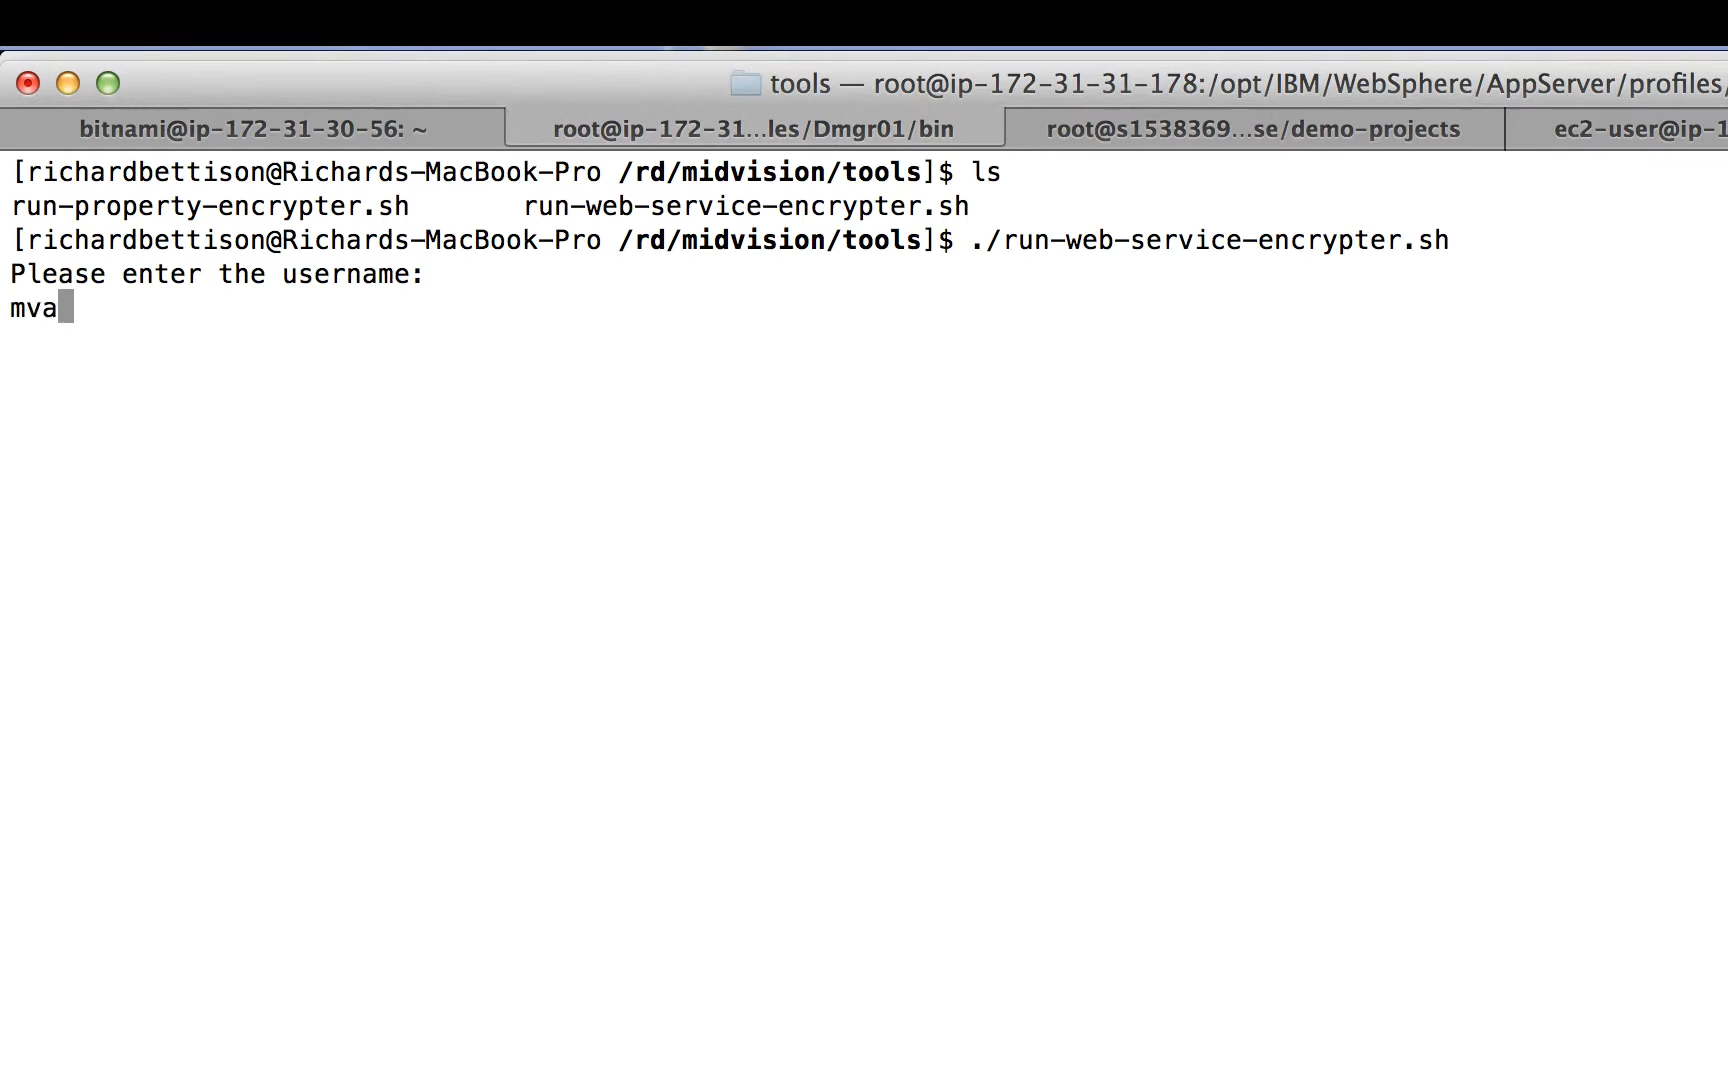 tools — root@ip-172-31-31-178:/opt/IBM/WebSphere/AppServer/profiles/
bitnami@ip-172-31-30-56: ~ root@ip-172-31...les/Dmgr01/bin root@s1538369...se/demo-projects ec2-user@ip-1
[richardbettison@Richards-MacBook-Pro /rd/midvision/tools]$ ls
run-property-encrypter.sh run-web-service-encrypter.sh
[richardbettison@Richards-MacBook-Pro /rd/midvision/tools]$ ./run-web-service-encrypter.sh
Please enter the username:
mva